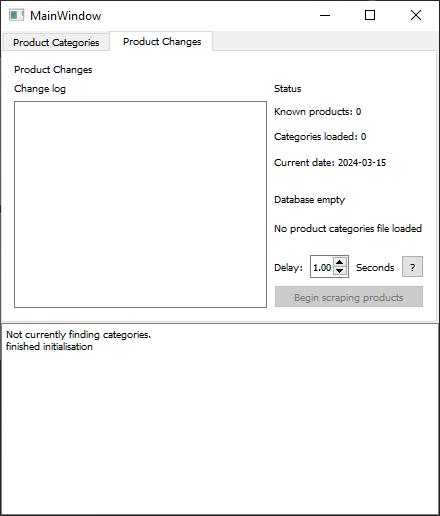 MainWindow
Product Categories
Product Changes
Product Changes
Change log
Status
Known products: 0
Categories loaded: 0
Current date: 2024-03-15
Database empty
No product categories file loaded
Delay: 1.00 Seconds ?
Begin scraping products
Not currently finding categories.
finished initialisation